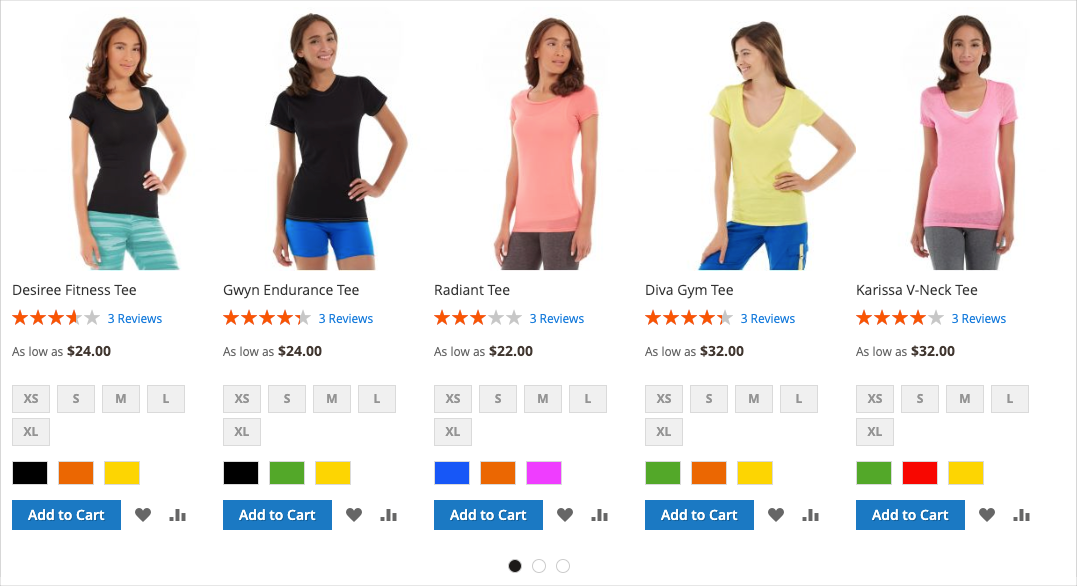 Desiree Fitness Tee
3 Reviews
As low as $24.00
XS S M L
XL
Add to Cart
Gwyn Endurance Tee
3 Reviews
As low as $24.00
XS S M L
XL
Add to Cart
Radiant Tee
3 Reviews
As low as $22.00
XS S M L
XL
Add to Cart
Diva Gym Tee
3 Reviews
As low as $32.00
XS S M L
XL
Add to Cart
Karissa V-Neck Tee
3 Reviews
As low as $32.00
XS S M L
XL
Add to Cart